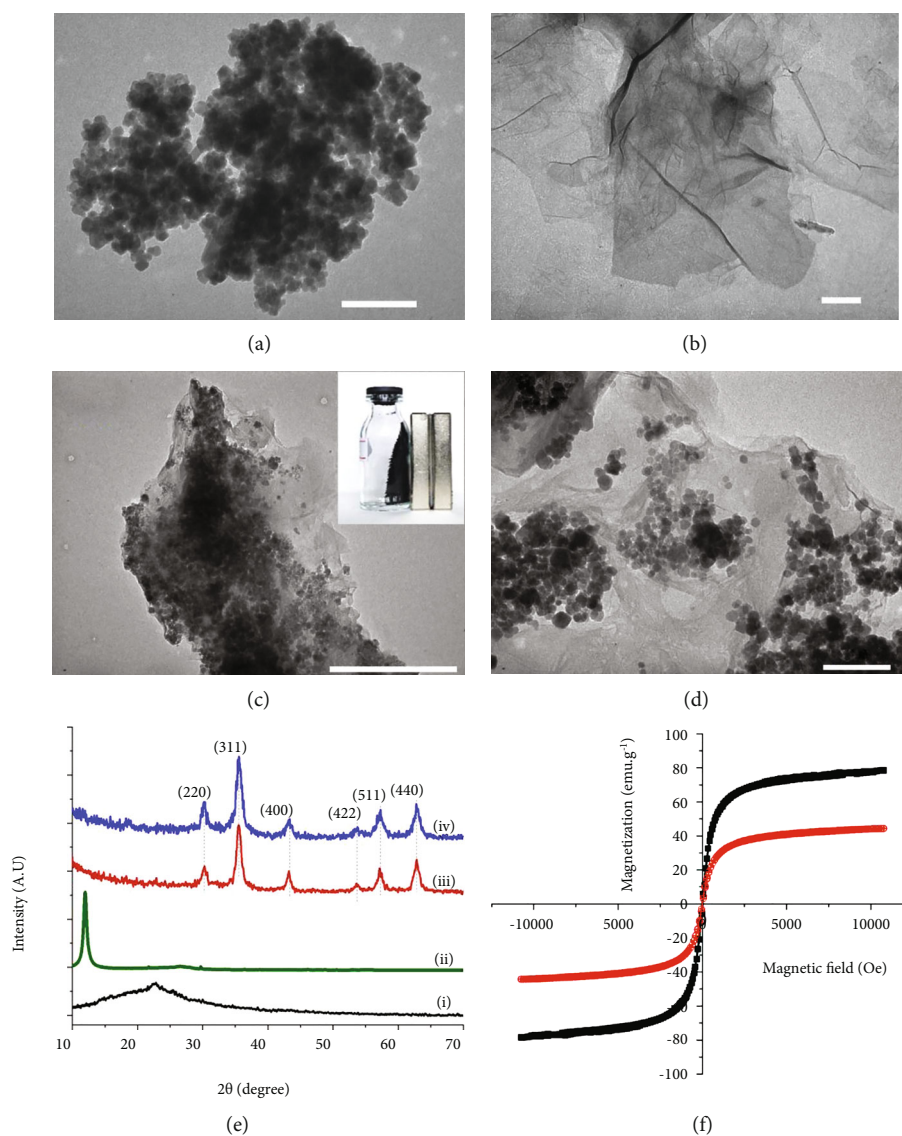 (a)
(b)
(c)
(d)
Intensity (A.U)
(220)
(311)
(400)
(422)
(511)
(440)
(iv)
(iii)
(ii)
(i)
10
20
30
40
50
60
70
2θ (degree)
(e)
Magnetization (emu.g⁻¹)
100
80
60
40
20
0
-20
-40
-60
-80
-100
-10000
5000
0
5000
10000
Magnetic field (Oe)
(f)